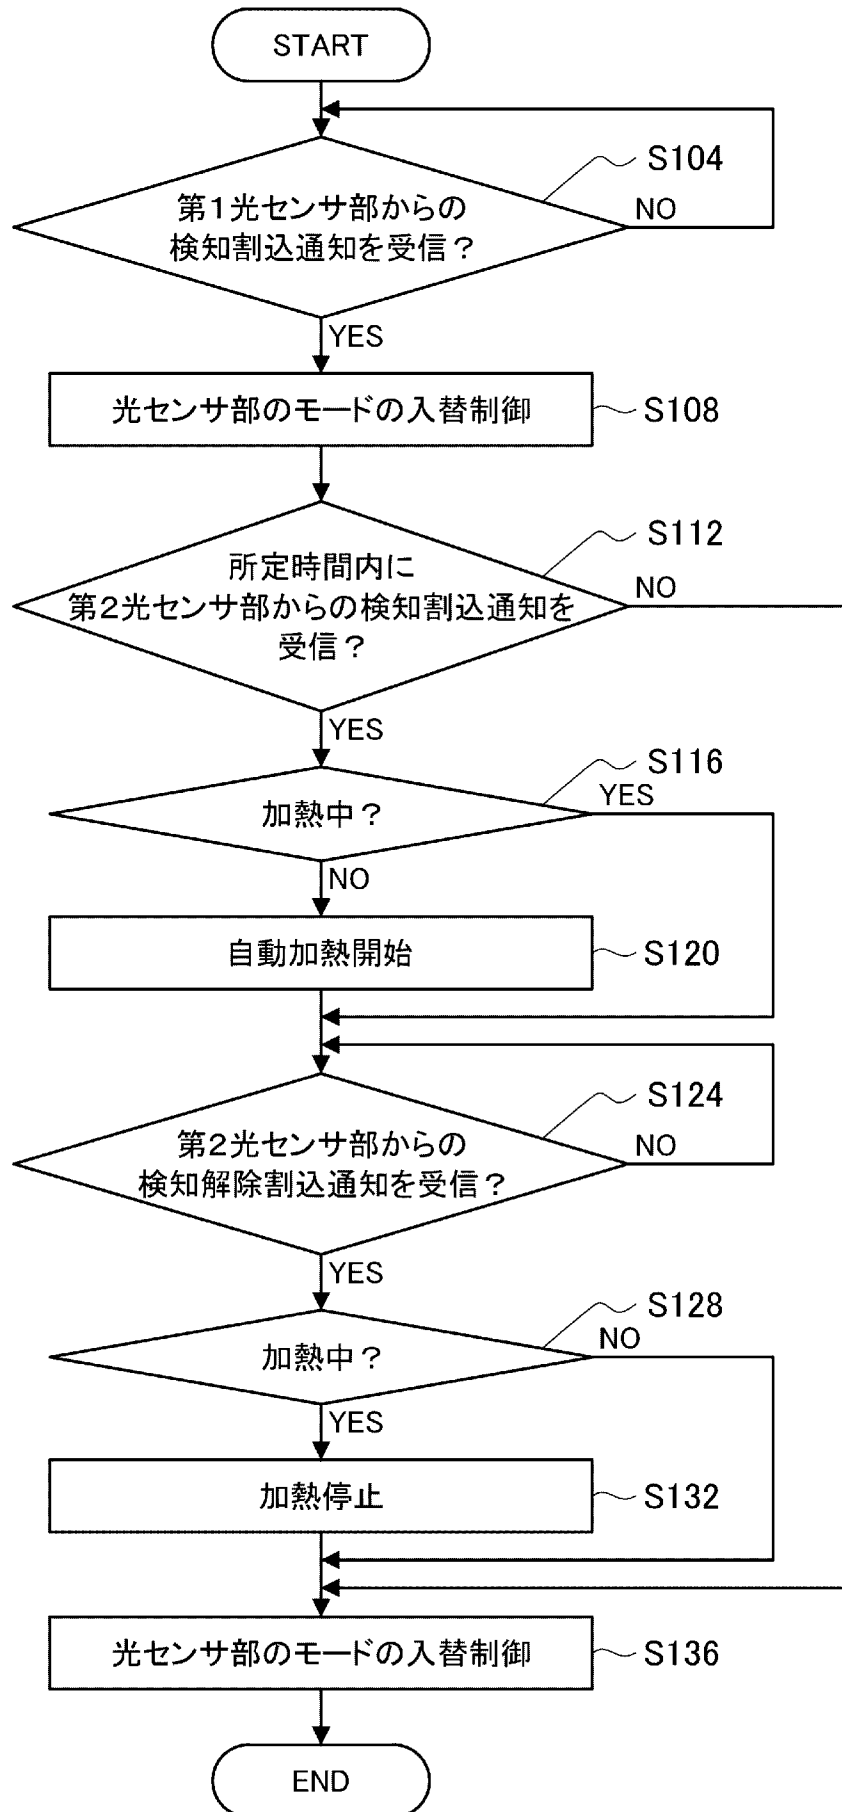 START
S104
第1光センサ部からの
検知割込通知を受信？
NO
YES
光センサ部のモードの入替制御
S108
S112
所定時間内に
第2光センサ部からの検知割込通知を
受信？
NO
YES
S116
加熱中？
YES
NO
自動加熱開始
S120
S124
第2光センサ部からの
検知解除割込通知を受信？
NO
YES
S128
加熱中？
NO
YES
加熱停止
S132
光センサ部のモードの入替制御
S136
END